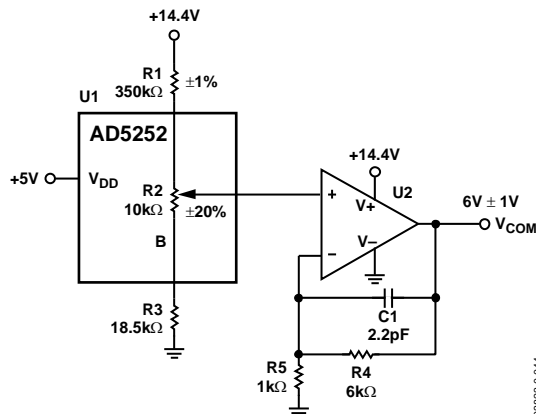 +14.4V
R1
350kΩ
±1%
U1
AD5252
+5V
VDD
R2
10kΩ
±20%
B
R3
18.5kΩ
+14.4V
U2
+
V+
−
V−
6V ± 1V
VCOM
C1
2.2pF
R4
6kΩ
R5
1kΩ